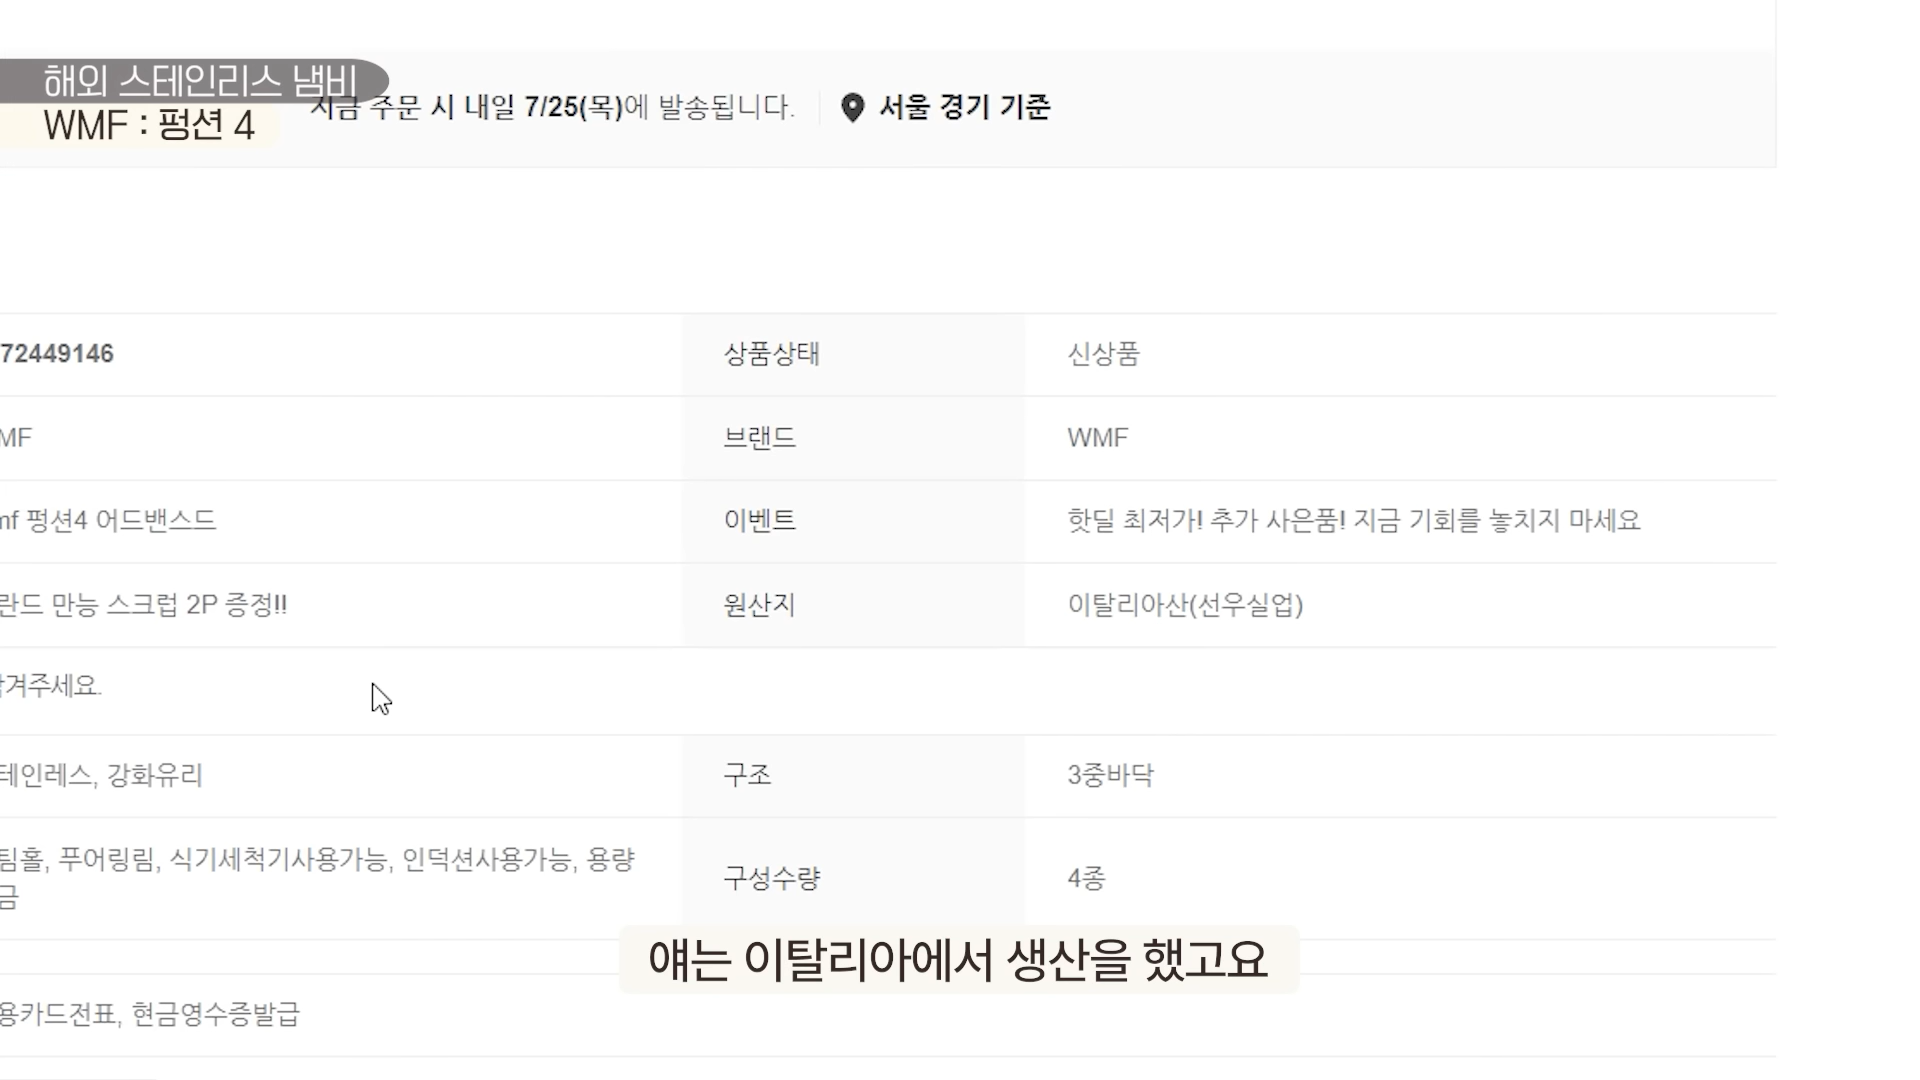 해외 스테인리스 냄비
WMF : 펑션 4
지금 주문 시 내일 7/25(목)에 발송됩니다.
서울 경기 기준
72449146
상품상태
신상품
MF
브랜드
WMF
mf 펑션4 어드밴스드
이벤트
핫딜 최저가! 추가 사은품! 지금 기회를 놓치지 마세요
란드 만능 스크럽 2P 증정!!
원산지
이탈리아산(선우실업)
남겨주세요.
테인레스, 강화유리
구조
3중바닥
팀홀, 푸어링림, 식기세척기사용가능, 인덕션사용가능, 용량
금
구성수량
4종
얘는 이탈리아에서 생산을 했고요
용카드전표, 현금영수증발급